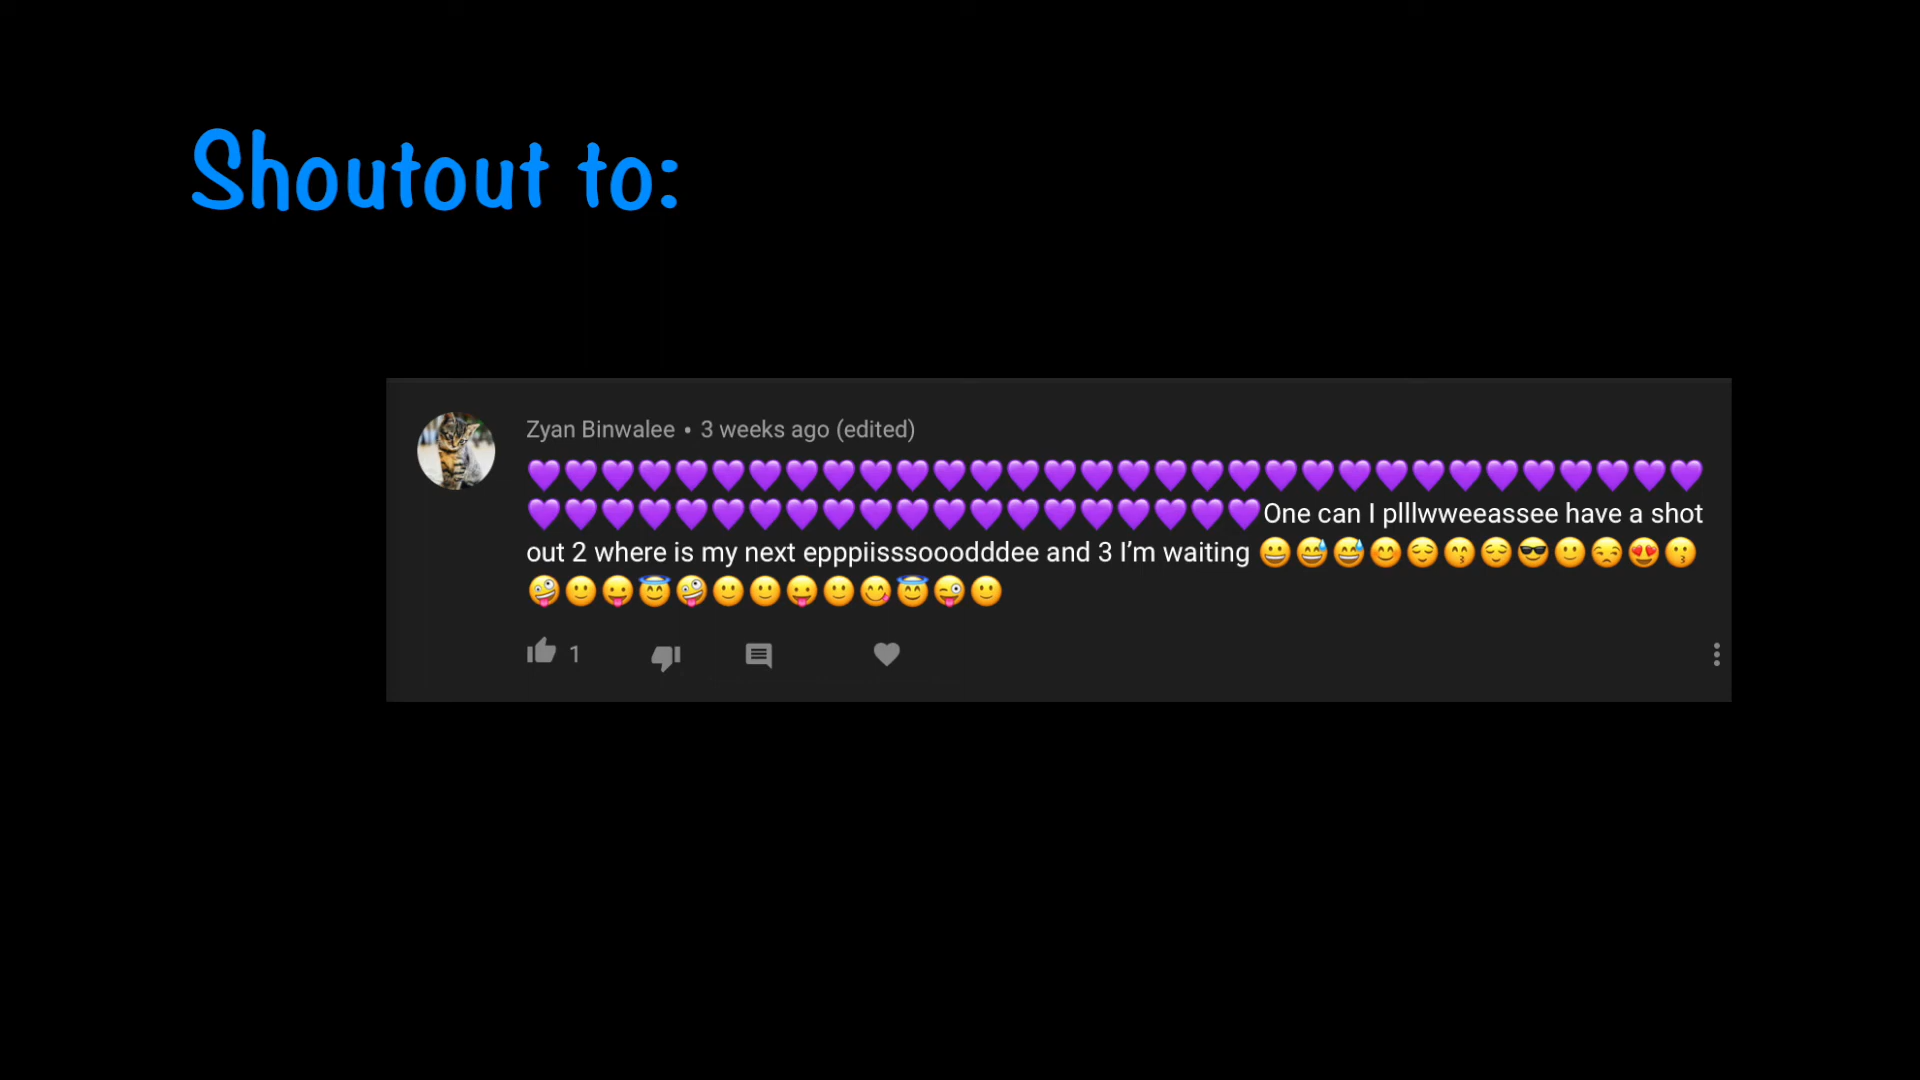 Shoutout to:
Zyan Binwalee • 3 weeks ago (edited)
💜💜💜💜💜💜💜💜💜💜💜💜💜💜💜💜💜💜💜💜💜💜💜💜💜💜💜💜💜💜💜💜
💜💜💜💜💜💜💜💜💜💜💜💜💜💜💜💜💜💜💜💜One can I plllwweeassee have a shot
out 2 where is my next epppiisssooodddee and 3 I’m waiting 😀😅😅😊😌😙😌😎🙂😒😍😗
🤪🙂😛😇🤪🙂🙂😛🙂😋😇😜🙂
1